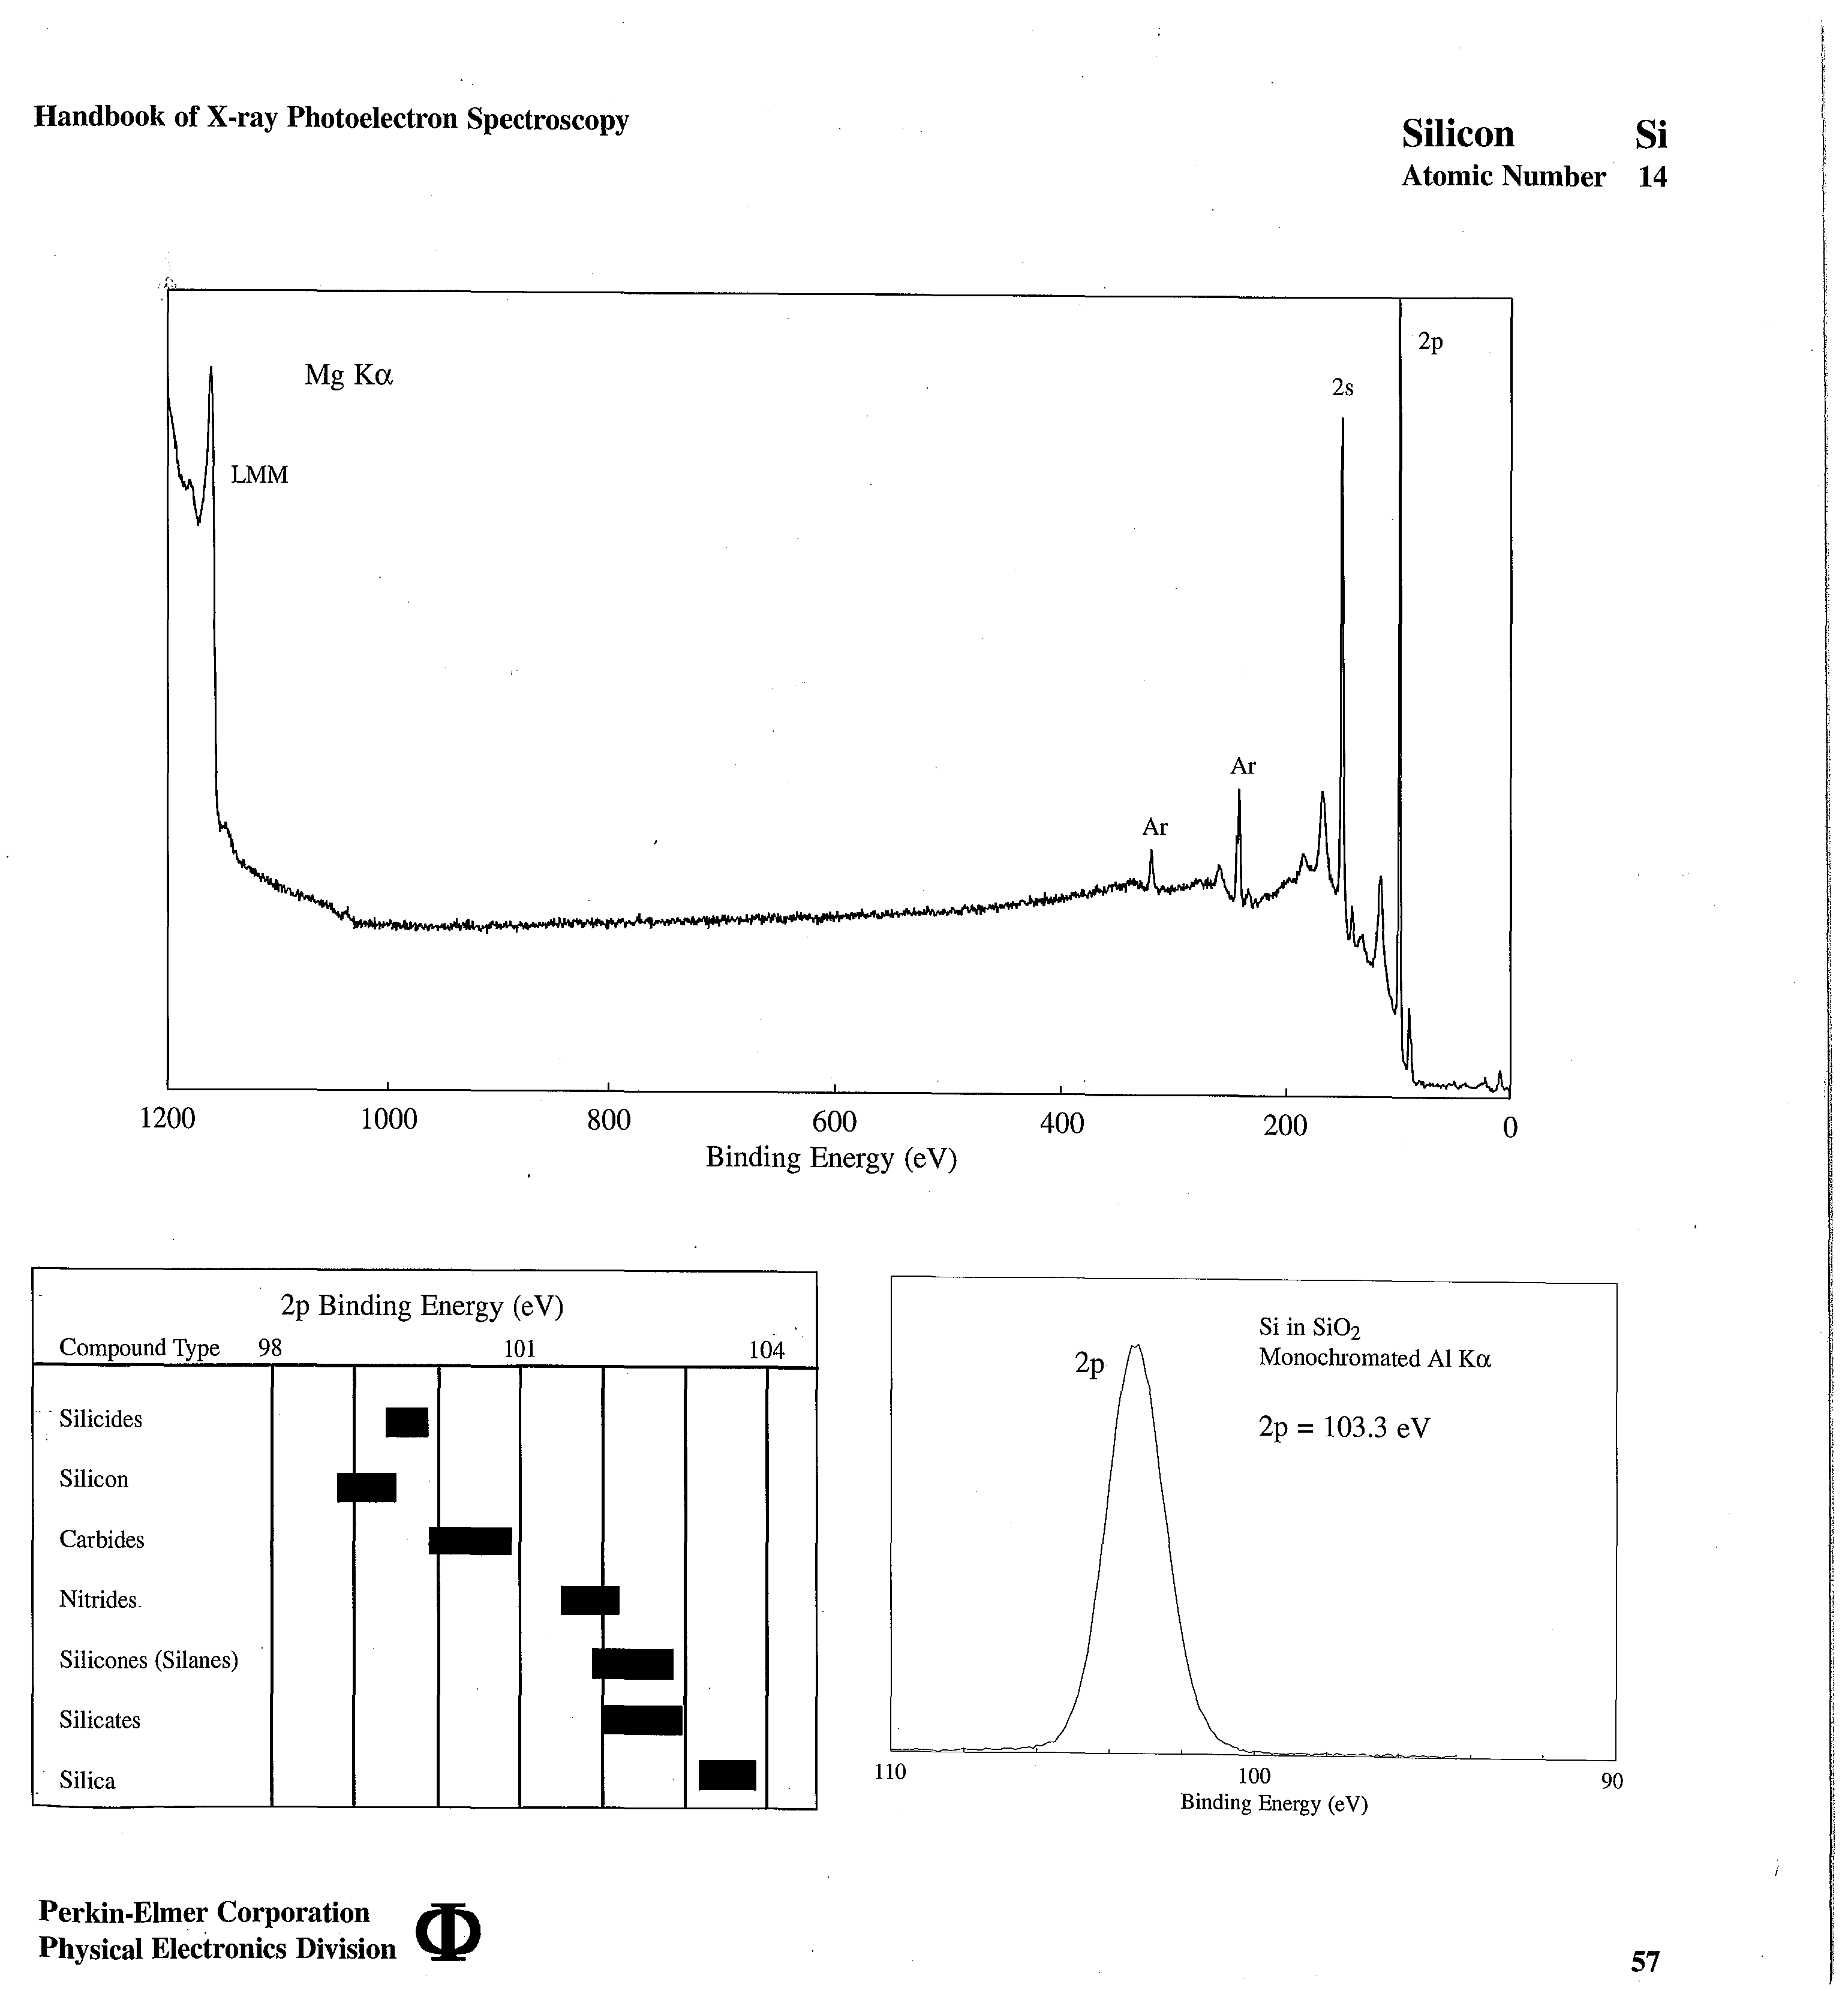 Handbook of X-ray Photoelectron Spectroscopy
Silicon Si
Atomic Number 14
Mg Kα
LMM
Ar
Ar
2s
2p
1200 1000 800 600 400 200 0
Binding Energy (eV)
2p Binding Energy (eV)
Compound Type 98 101 104
Silicides
Silicon
Carbides
Nitrides
Silicones (Silanes)
Silicates
Silica
2p
Si in SiO₂
Monochromated Al Kα
2p = 103.3 eV
110 100 90
Binding Energy (eV)
Perkin-Elmer Corporation
Physical Electronics Division Φ
57